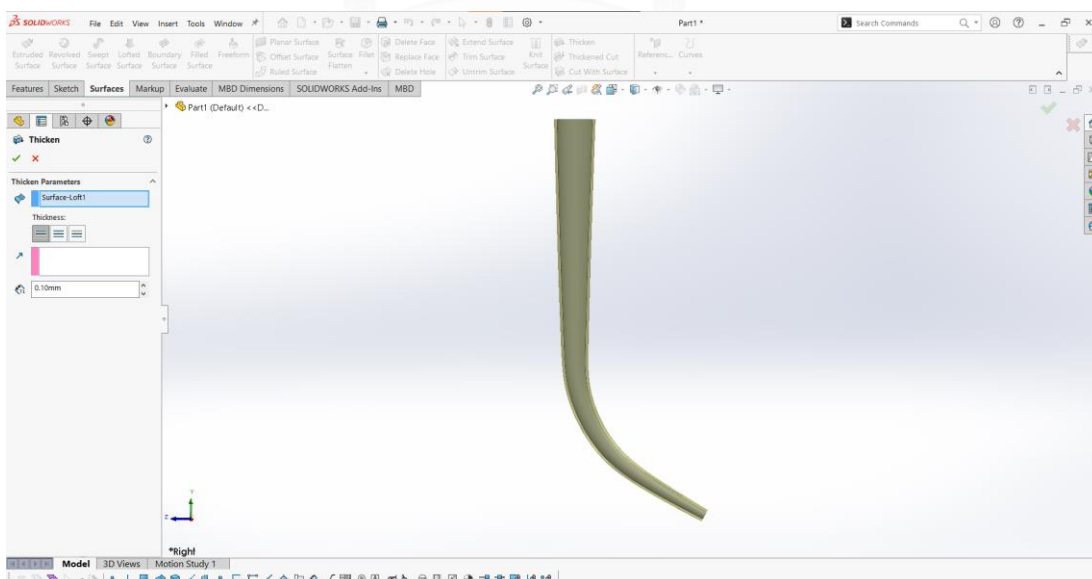 SOLIDWORKS File Edit View Insert Tools Window Part1 * Search Commands
Extruded Surface Revolved Surface Swept Surface Lofted Surface Boundary Surface Filled Surface Freeform Planar Surface Offset Surface Ruled Surface Surface Flatten Fillet Delete Face Replace Face Delete Hole Extend Surface Trim Surface Untrim Surface Knit Surface Thicken Thickened Cut Cut With Surface Referenc... Curves
Features Sketch Surfaces Markup Evaluate MBD Dimensions SOLIDWORKS Add-Ins MBD
Part1 (Default) <<D...
Thicken
Thicken Parameters
Surface-Loft1
Thickness:
0.10mm
Y
Z
*Right
Model 3D Views Motion Study 1